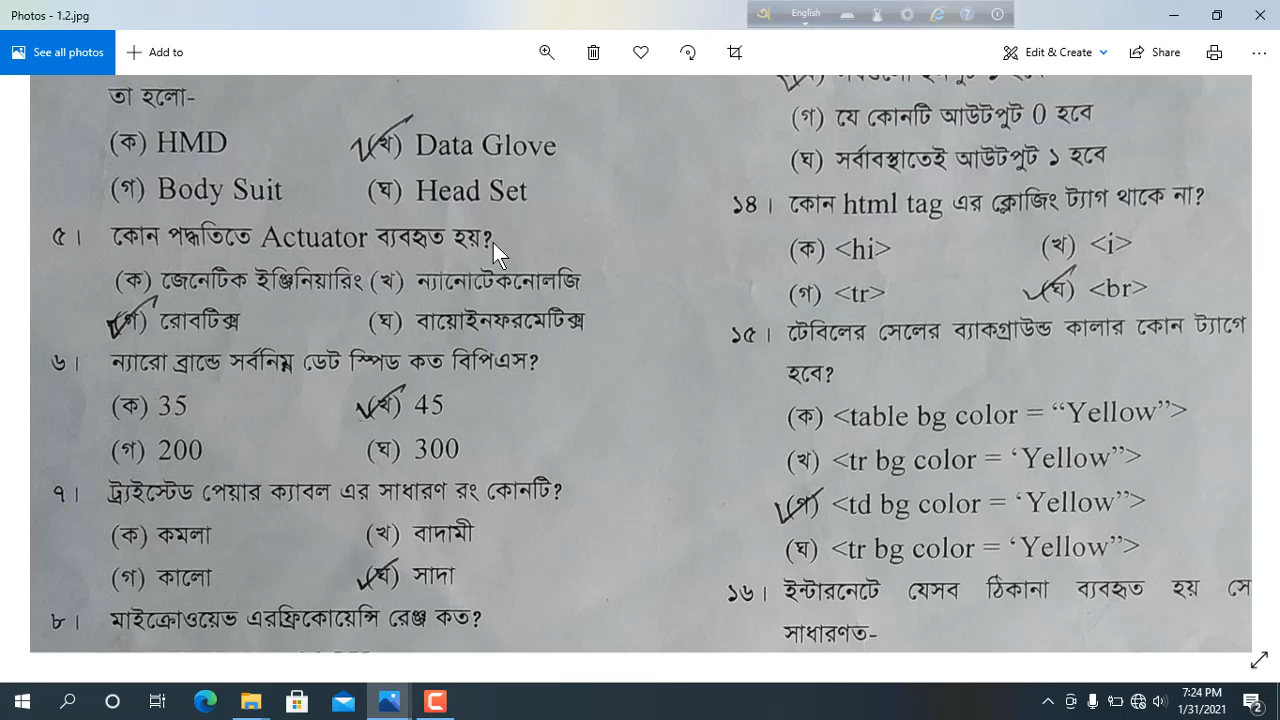 Photos - 1.2.jpg
অ English
See all photos
Add to
Edit & Create
Share
তা হলো-
(ক) HMD (খ) Data Glove
(গ) Body Suit (ঘ) Head Set
৫। কোন পদ্ধতিতে Actuator ব্যবহৃত হয়?
(ক) জেনেটিক ইঞ্জিনিয়ারিং (খ) ন্যানোটেকনোলজি
(গ) রোবটিক্স (ঘ) বায়োইনফরমেটিক্স
৬। ন্যারো ব্রান্ডে সর্বনিম্ন ডেট স্পিড কত বিপিএস?
(ক) 35 (খ) 45
(গ) 200 (ঘ) 300
৭। ট্র্যইস্টেড পেয়ার ক্যাবল এর সাধারণ রং কোনটি?
(ক) কমলা (খ) বাদামী
(গ) কালো (ঘ) সাদা
৮। মাইক্রোওয়েভ এরফ্রিকোয়েন্সি রেঞ্জ কত?
(গ) যে কোনটি আউটপুট 0 হবে
(ঘ) সর্বাবস্থাতেই আউটপুট ১ হবে
১৪। কোন html tag এর ক্লোজিং ট্যাগ থাকে না?
(ক) <hi> (খ) <i>
(গ) <tr> (ঘ) <br>
১৫। টেবিলের সেলের ব্যাকগ্রাউন্ড কালার কোন ট্যাগে
হবে?
(ক) <table bg color = “Yellow”>
(খ) <tr bg color = ‘Yellow”>
(গ) <td bg color = ‘Yellow”>
(ঘ) <tr bg color = ‘Yellow”>
১৬। ইন্টারনেটে যেসব ঠিকানা ব্যবহৃত হয় সে
সাধারণত-
7:24 PM
1/31/2021
2